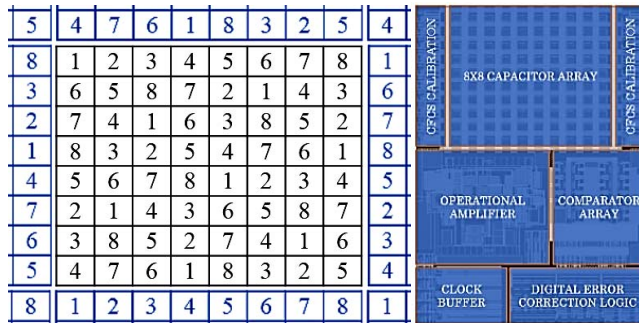 5 4 7 6 1 8 3 2 5 4
8 1 2 3 4 5 6 7 8 1
3 6 5 8 7 2 1 4 3 6
2 7 4 1 6 3 8 5 2 7
1 8 3 2 5 4 7 6 1 8
4 5 6 7 8 1 2 3 4 5
7 2 1 4 3 6 5 8 7 2
6 3 8 5 2 7 4 1 6 3
5 4 7 6 1 8 3 2 5 4
8 1 2 3 4 5 6 7 8 1
CFCS CALIBRATION
8X8 CAPACITOR ARRAY
CFCS CALIBRATION
OPERATIONAL
AMPLIFIER
COMPARATOR
ARRAY
CLOCK
BUFFER
DIGITAL ERROR
CORRECTION LOGIC